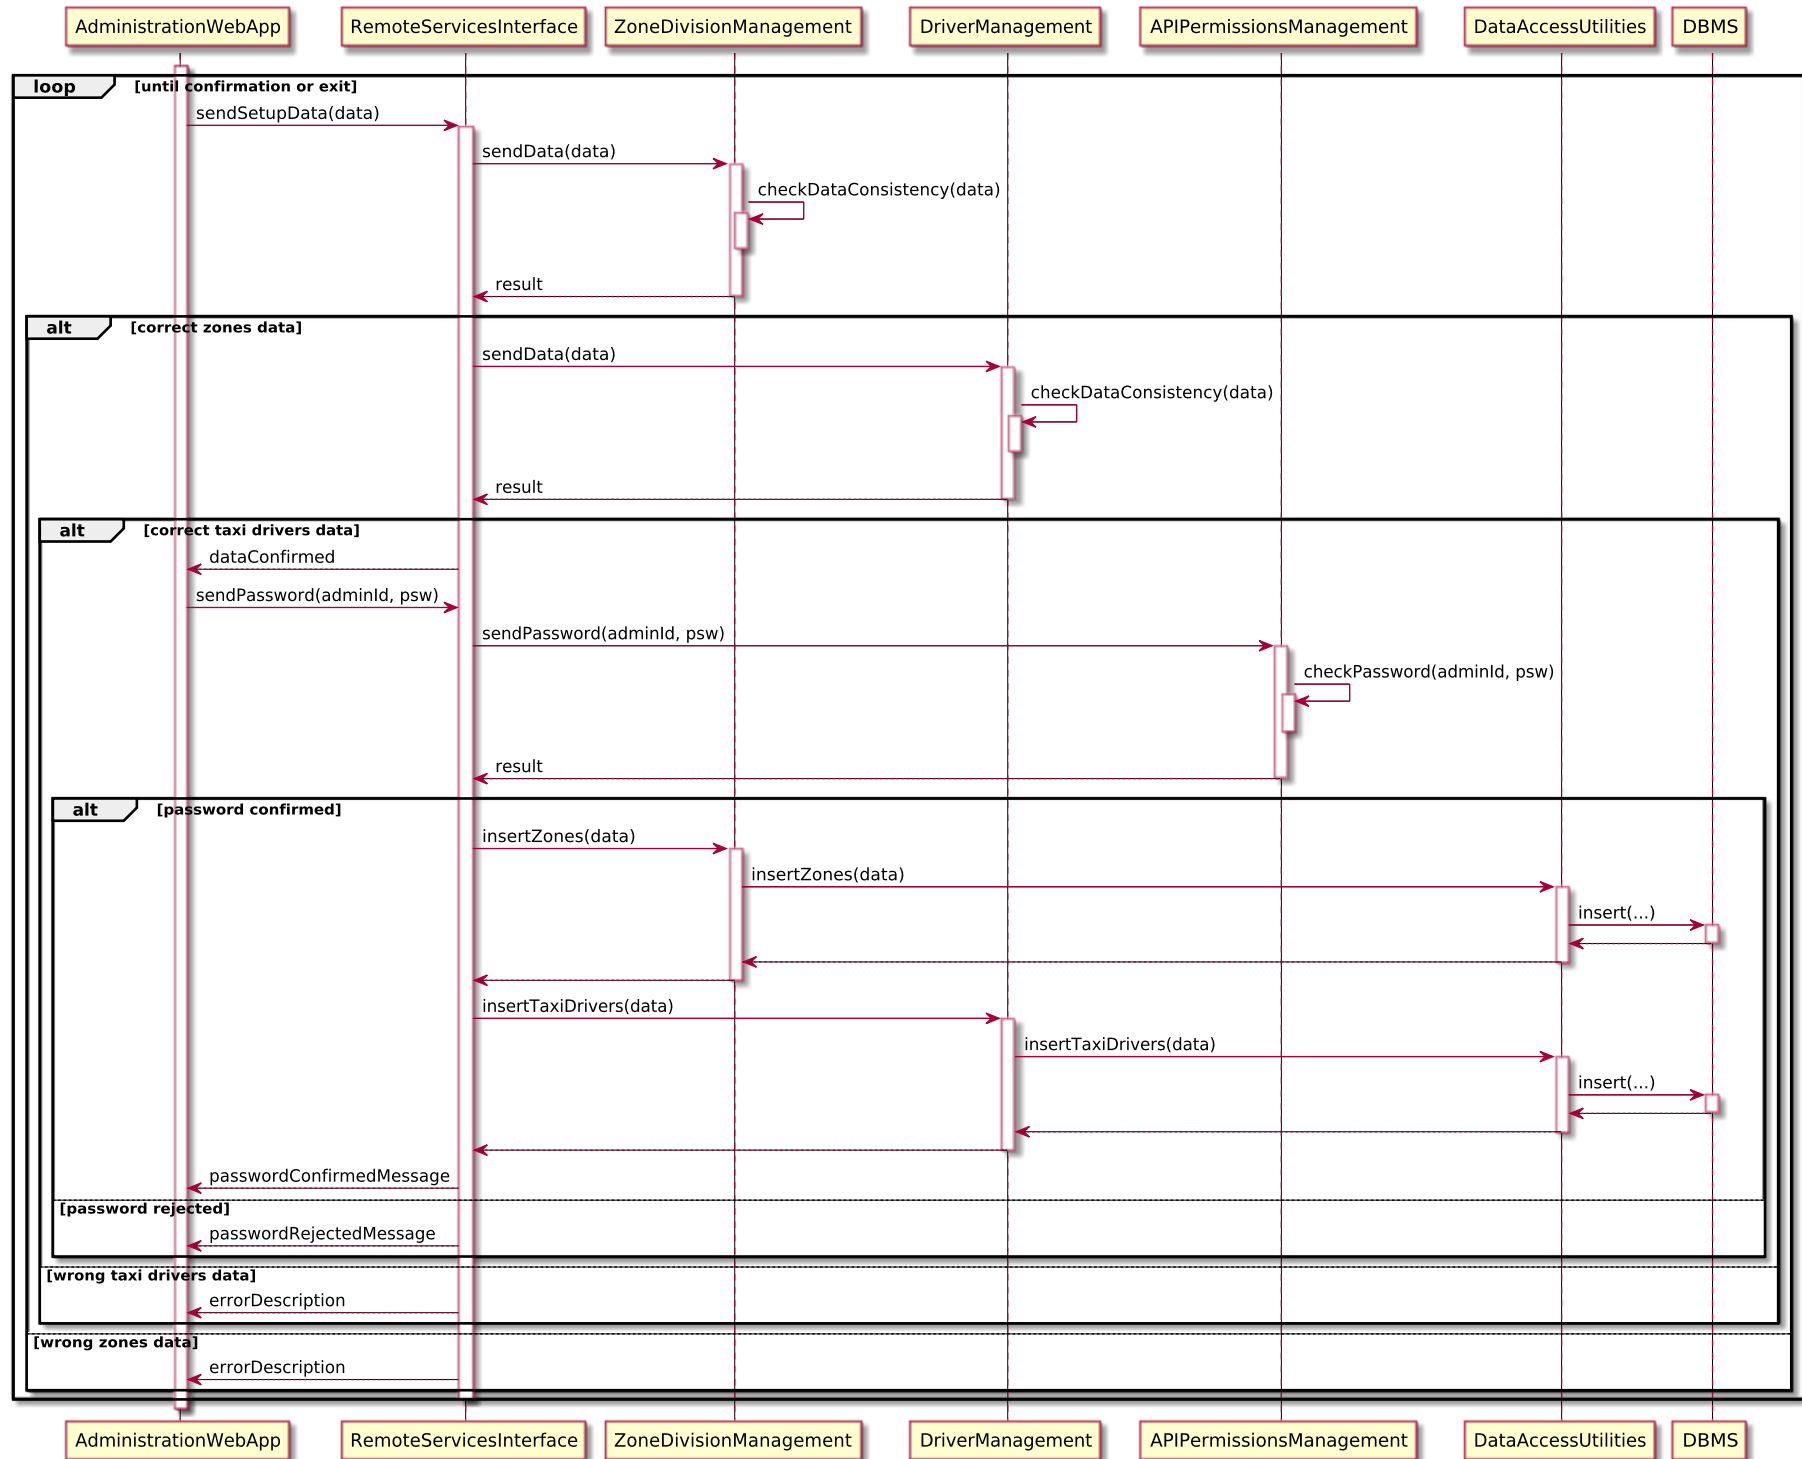 AdministrationWebApp RemoteServicesInterface ZoneDivisionManagement DriverManagement APIPermissionsManagement DataAccessUtilities DBMS
loop [until confirmation or exit]
sendSetupData(data)
sendData(data)
checkDataConsistency(data)
result
alt [correct zones data]
sendData(data)
checkDataConsistency(data)
result
alt [correct taxi drivers data]
dataConfirmed
sendPassword(adminId, psw)
sendPassword(adminId, psw)
checkPassword(adminId, psw)
result
alt [password confirmed]
insertZones(data)
insertZones(data)
insert(...)
insertTaxiDrivers(data)
insertTaxiDrivers(data)
insert(...)
passwordConfirmedMessage
[password rejected]
passwordRejectedMessage
[wrong taxi drivers data]
errorDescription
[wrong zones data]
errorDescription
AdministrationWebApp RemoteServicesInterface ZoneDivisionManagement DriverManagement APIPermissionsManagement DataAccessUtilities DBMS